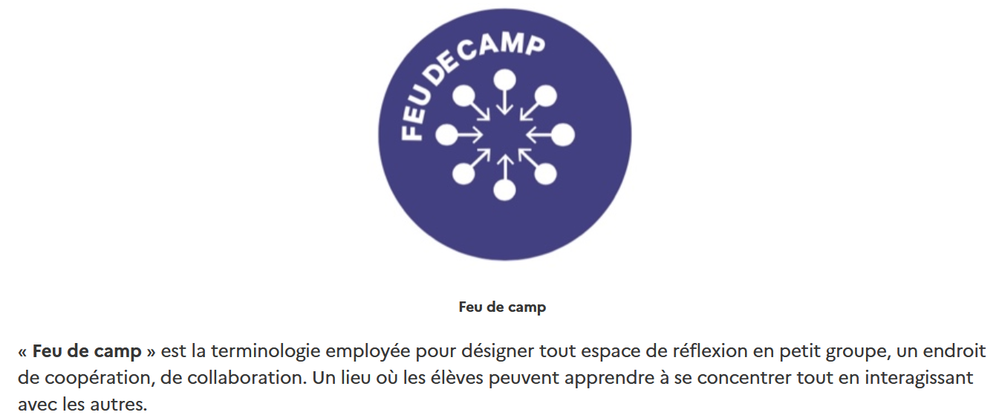 FEU DE CAMP
Feu de camp
« Feu de camp » est la terminologie employée pour désigner tout espace de réflexion en petit groupe, un endroit
de coopération, de collaboration. Un lieu où les élèves peuvent apprendre à se concentrer tout en interagissant
avec les autres.